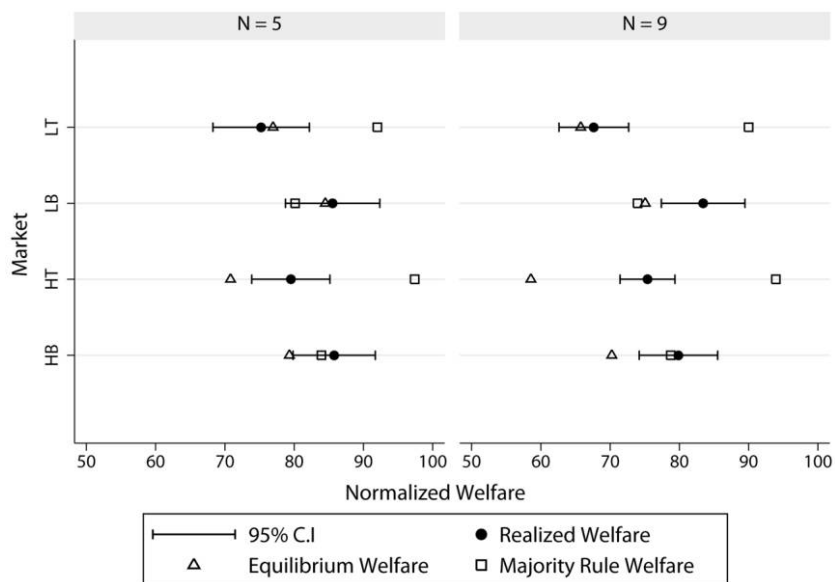 N = 5
N = 9
Market
LT
LB
HT
HB
50 60 70 80 90 100
50 60 70 80 90 100
Normalized Welfare
95% C.I
Realized Welfare
Equilibrium Welfare
Majority Rule Welfare